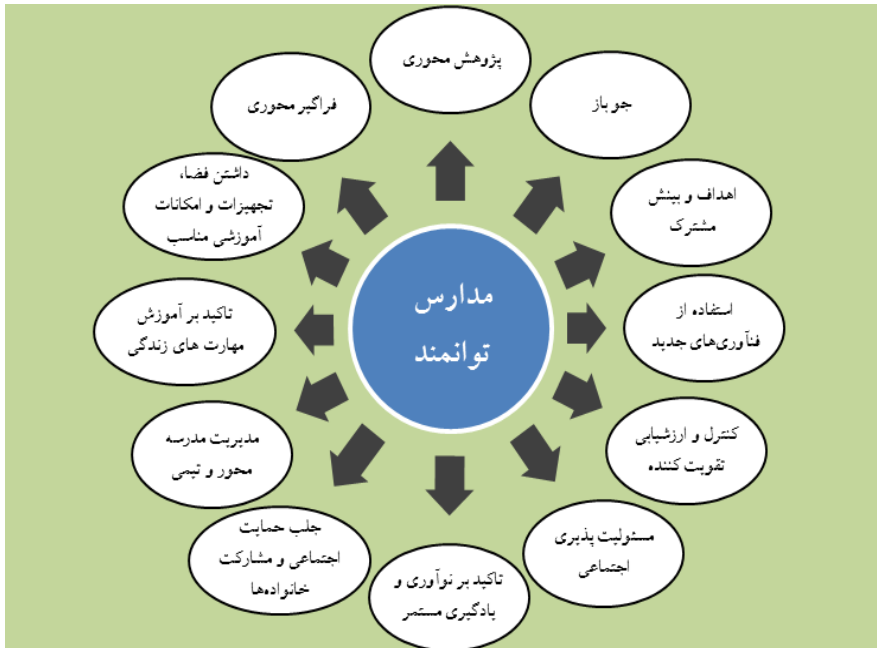 پژوهش محوری
جو باز
اهداف و بینش
مشترک
استفاده از
فنآوری‌های جدید
کنترل و ارزشیابی
تقویت کننده
مسئولیت پذیری
اجتماعی
تاکید بر نوآوری و
یادگیری مستمر
جلب حمایت
اجتماعی و مشارکت
خانواده‌ها
مدیریت مدرسه
محور و تیمی
تاکید بر آموزش
مهارت های زندگی
داشتن فضا،
تجهیزات و امکانات
آموزشی مناسب
فراگیر محوری
مدارس
توانمند